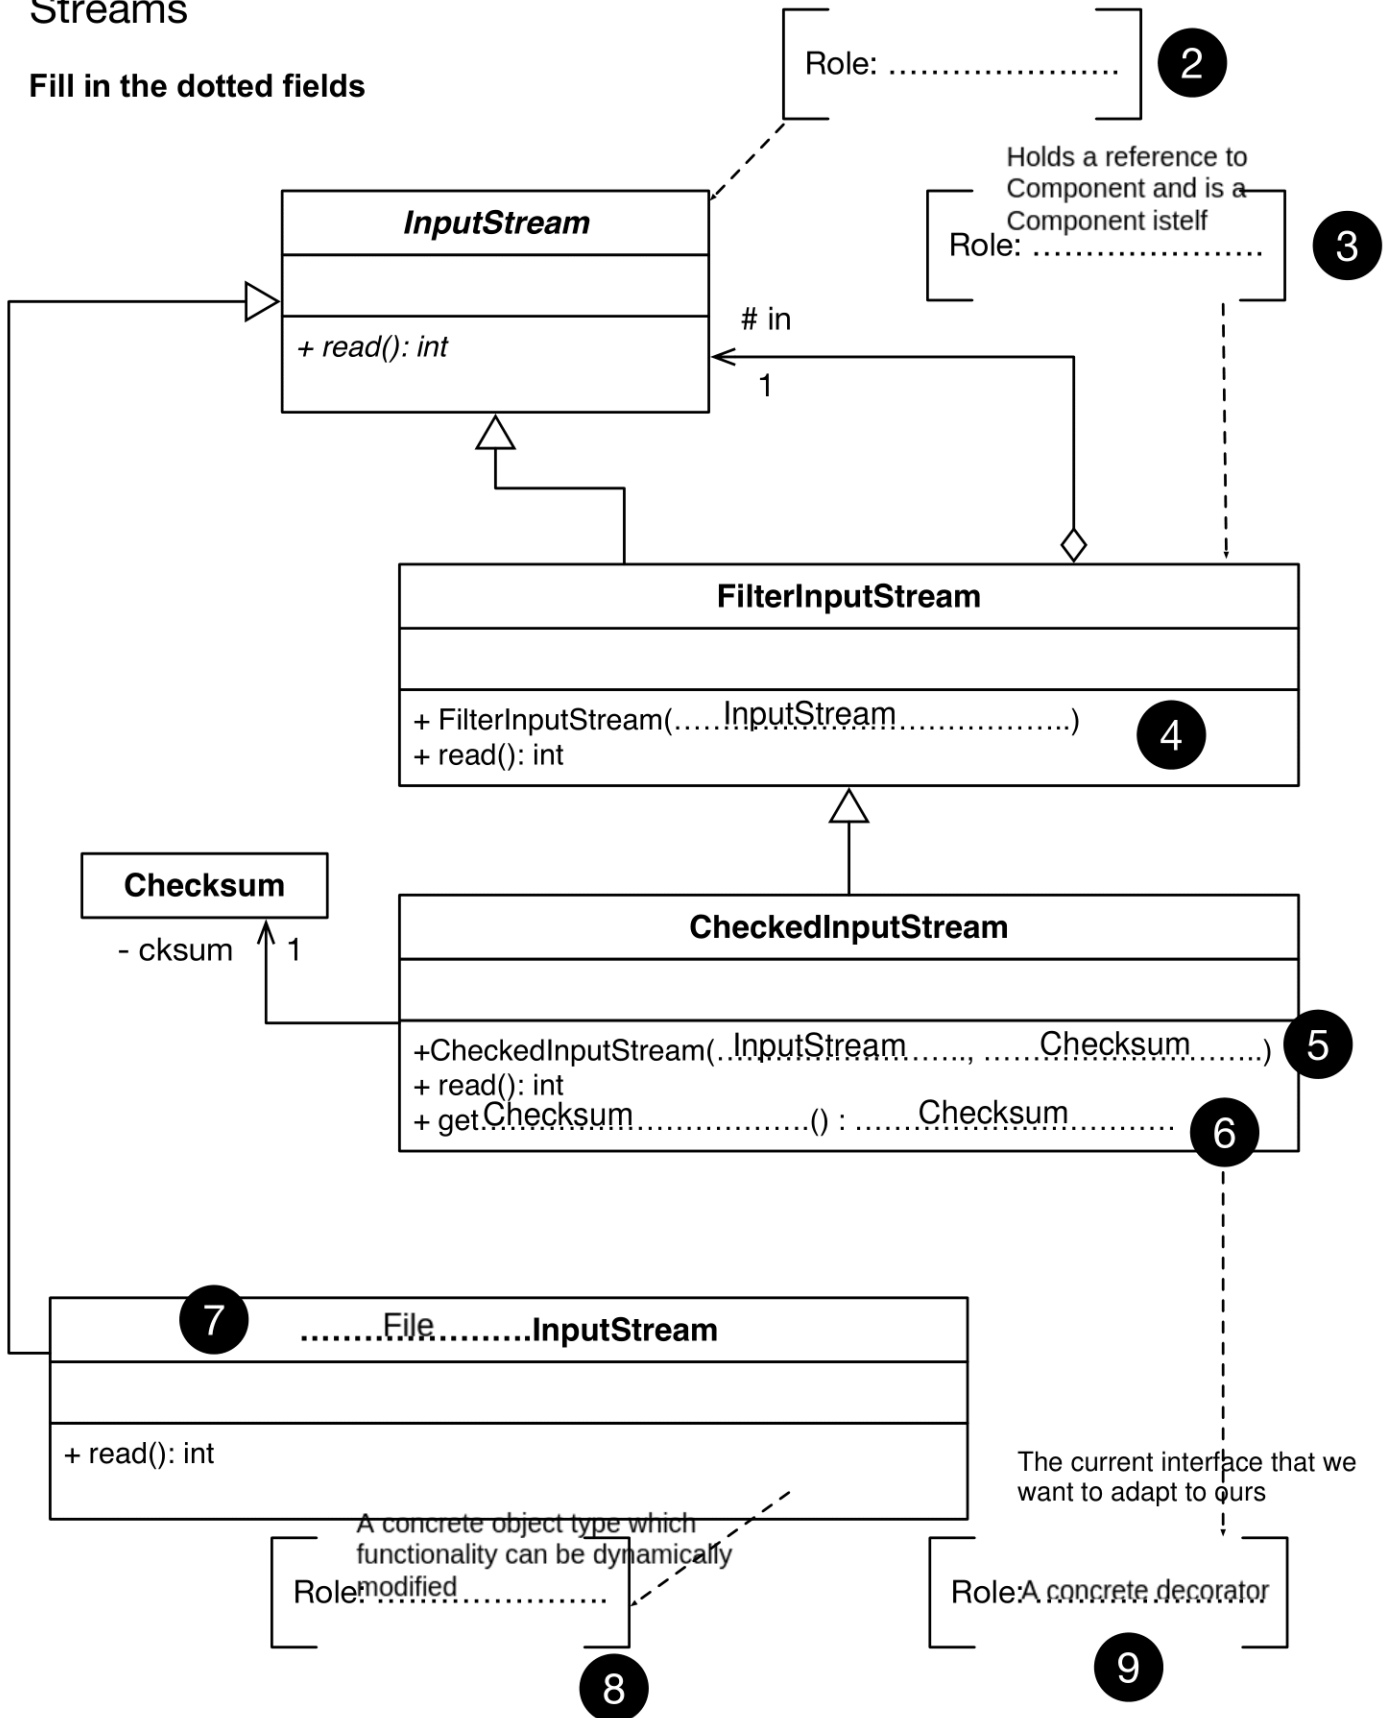 Streams
Fill in the dotted fields
Role: ......................
2
Holds a reference to
Component and is a
Component istelf
Role: ......................
3
InputStream
+ read(): int
# in
1
FilterInputStream
+ FilterInputStream(.....InputStream..................)
+ read(): int
4
Checksum
- cksum
1
CheckedInputStream
+CheckedInputStream(..InputStream......., .....Checksum........)
+ read(): int
+ get.Checksum..................() : ......Checksum...........
5
6
7
........File..........InputStream
+ read(): int
The current interface that we
want to adapt to ours
A concrete object type which
functionality can be dynamically
modified
Role: ......................
Role: A concrete decorator
8
9